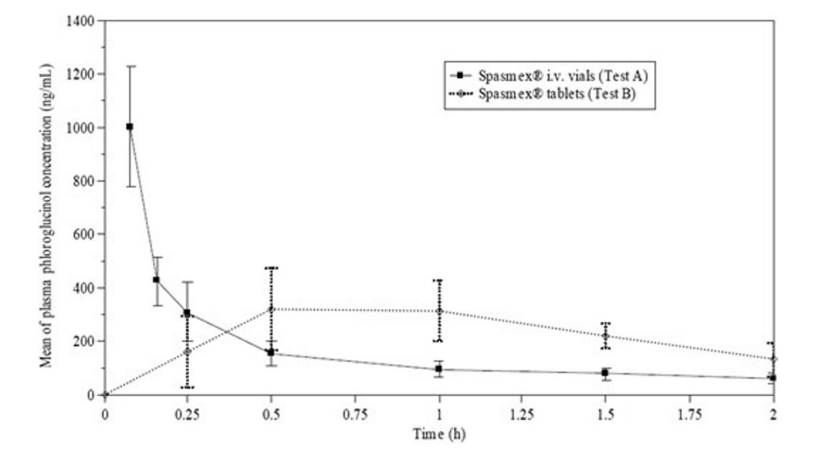 Mean of plasma phloroglucinol concentration (ng/mL)
1400
1200
1000
800
600
400
200
0
Spasmex® i.v. vials (Test A)
Spasmex® tablets (Test B)
0 0.25 0.5 0.75 1 1.25 1.5 1.75 2
Time (h)